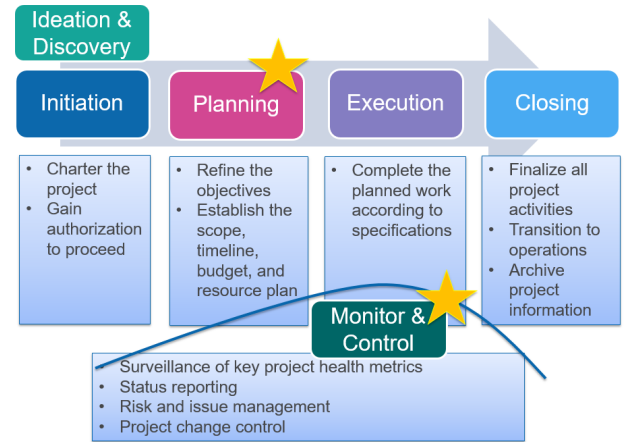 Ideation &
Discovery
Initiation
Planning
Execution
Closing
• Charter the
project
• Gain
authorization
to proceed
• Refine the
objectives
• Establish the
scope,
timeline,
budget, and
resource plan
• Complete the
planned work
according to
specifications
• Finalize all
project
activities
• Transition to
operations
• Archive
project
information
Monitor &
Control
• Surveillance of key project health metrics
• Status reporting
• Risk and issue management
• Project change control